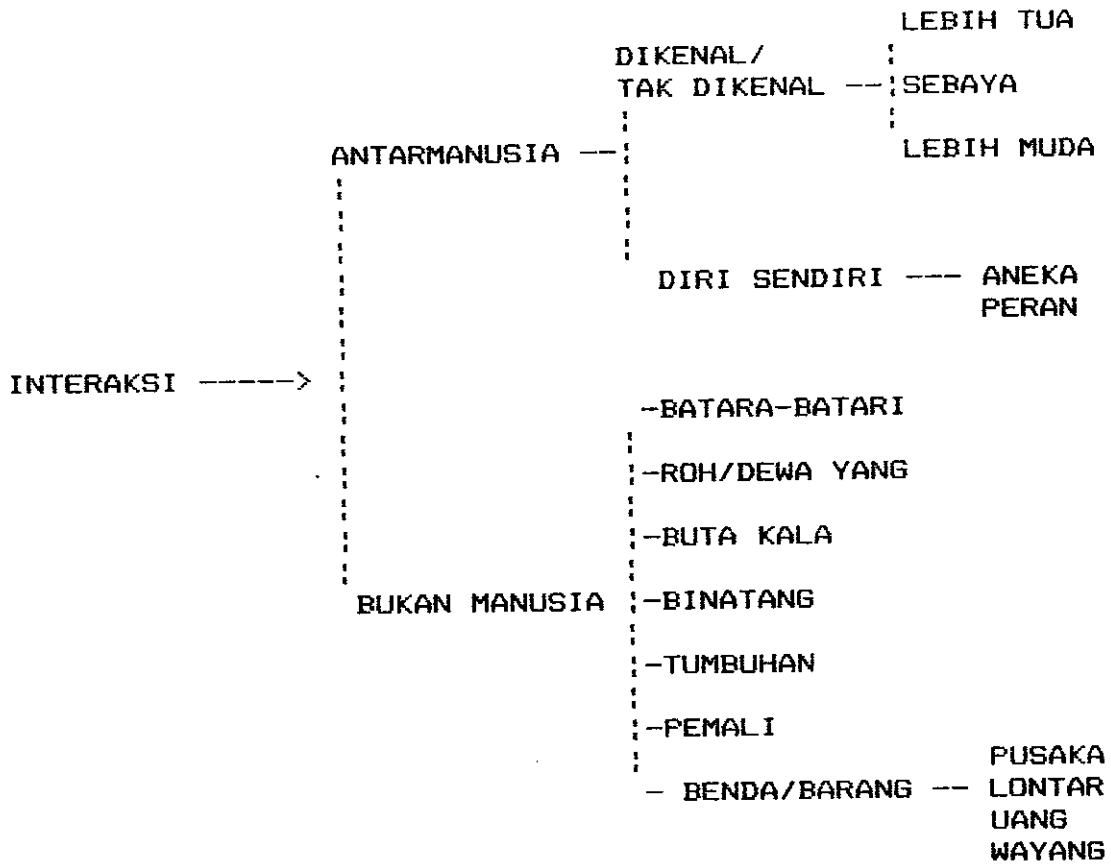 LEBIH TUA
DIKENAL/
TAK DIKENAL -- SEBAYA
ANTARMANUSIA -- LEBIH MUDA
DIRI SENDIRI --- ANEKA
PERAN
INTERAKSI ----->
-BATARA-BATARI
-ROH/DEWA YANG
-BUTA KALA
BUKAN MANUSIA -BINATANG
-TUMBUHAN
-PEMALI
PUSAKA
- BENDA/BARANG -- LONTAR
UANG
WAYANG